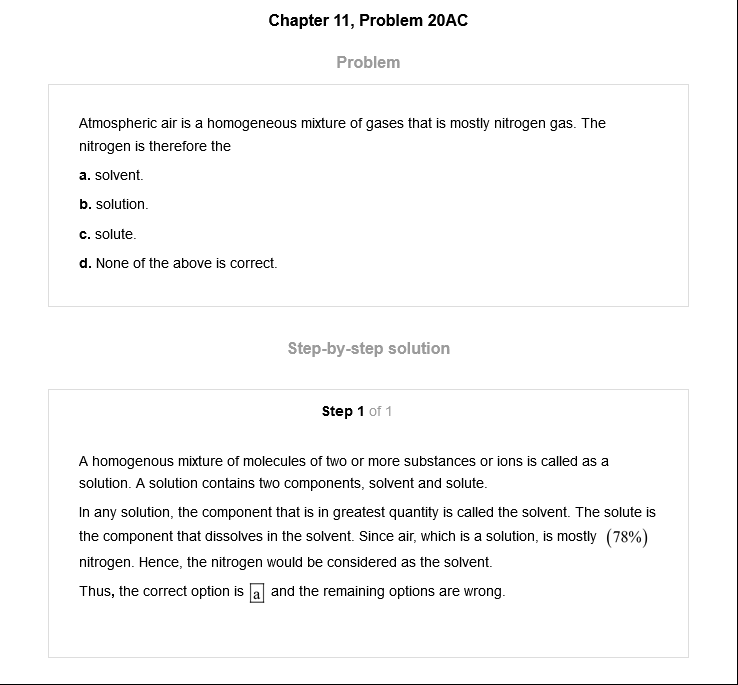 Chapter 11, Problem 20AC
Problem
Atmospheric air is a homogeneous mixture of gases that is mostly nitrogen gas. The
nitrogen is therefore the
a. solvent.
b. solution.
c. solute.
d. None of the above is correct.
Step-by-step solution
Step 1 of 1
A homogenous mixture of molecules of two or more substances or ions is called as a
solution. A solution contains two components, solvent and solute.
In any solution, the component that is in greatest quantity is called the solvent. The solute is
the component that dissolves in the solvent. Since air, which is a solution, is mostly (78%)
nitrogen. Hence, the nitrogen would be considered as the solvent.
Thus, the correct option is a and the remaining options are wrong.